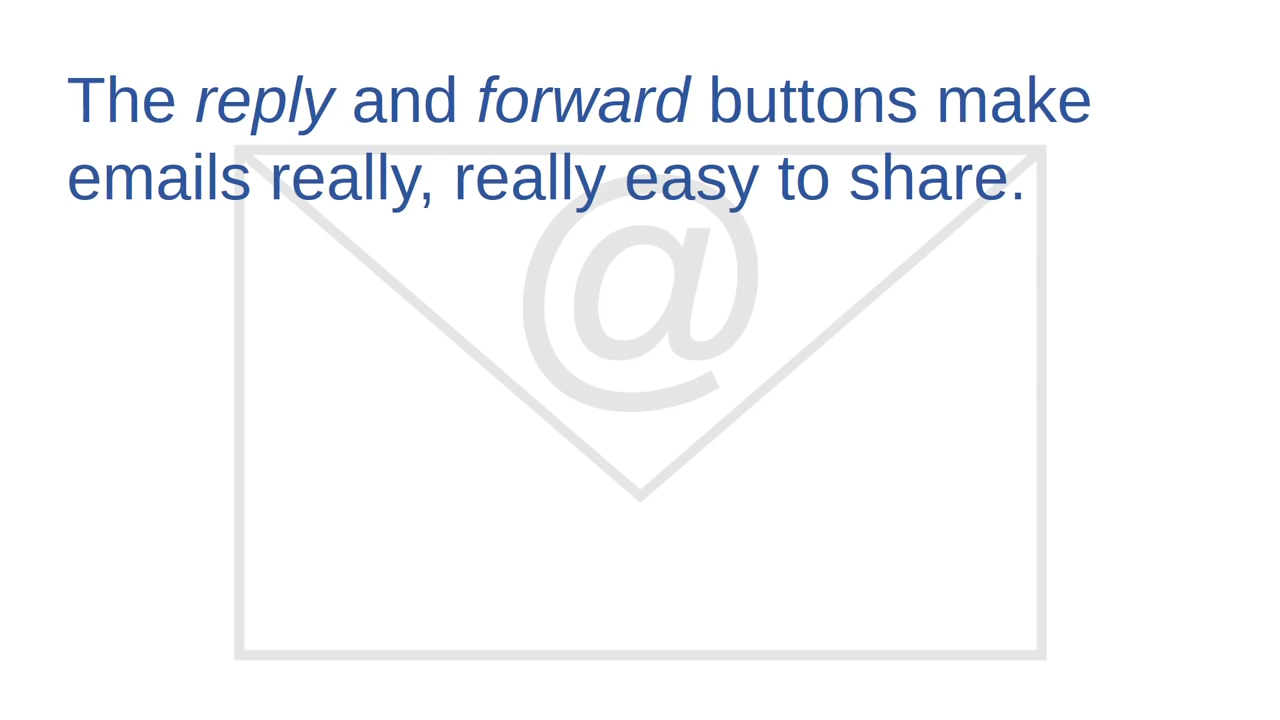 The reply and forward buttons make
emails really, really easy to share.
@